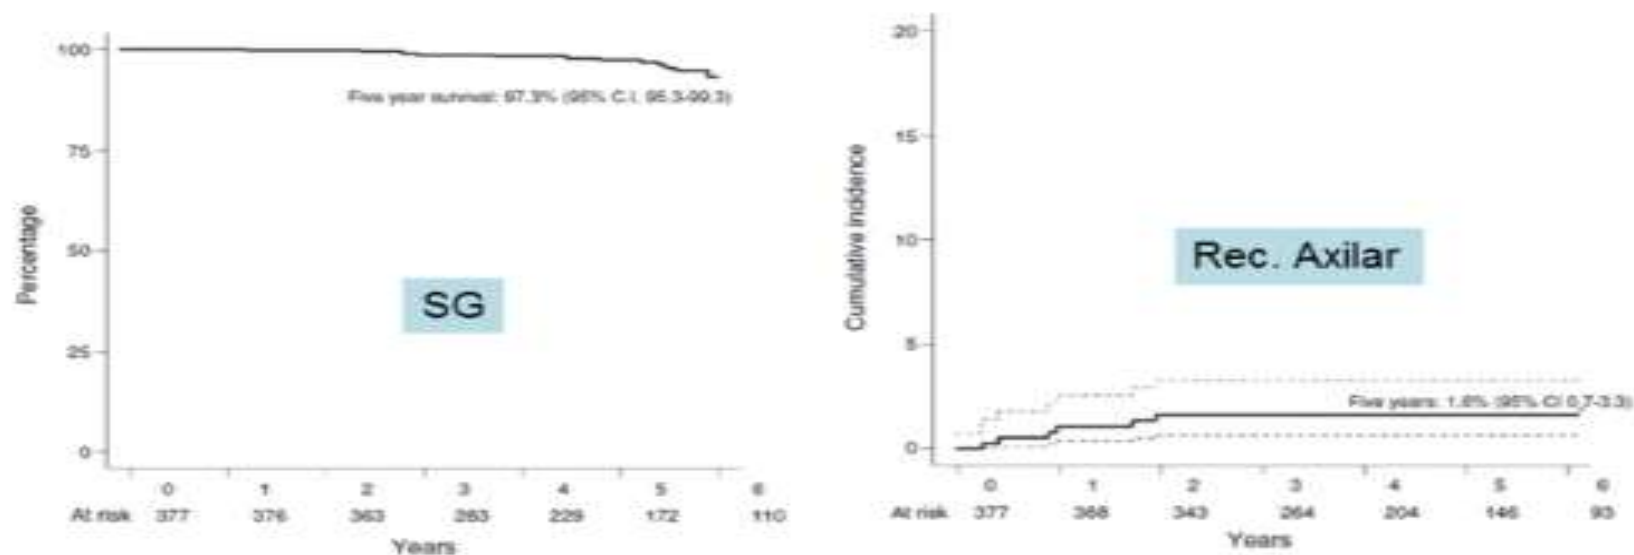 100
75
50
25
0
Percentage
Five year survival: 97.3% (95% C.I. 95.3-99.3)
SG
0 1 2 3 4 5 6
At risk 377 376 363 283 229 172 110
Years
20
15
10
5
0
Cumulative incidence
Rec. Axilar
Five years: 1.6% (95% CI 0,7-3.3)
0 1 2 3 4 5 6
At risk 377 368 343 264 204 146 93
Years